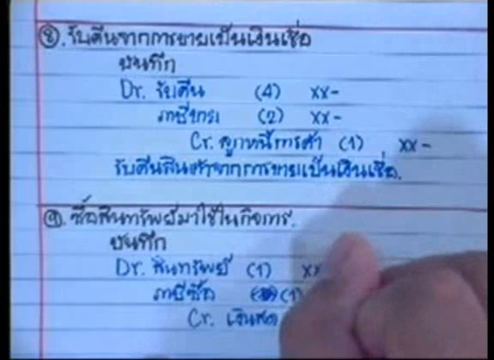 ⑧. รับคืนจากการขายเป็นเงินเชื่อ
บันทึก
Dr. รับคืน (4) xx-
ภาษีขาย (2) xx-
Cr. ลูกหนี้การค้า (1) xx-
รับคืนสินค้าจากการขายเป็นเงินเชื่อ.
⑨. ซื้อสินทรัพย์มาใช้ในกิจการ.
บันทึก
Dr. สินทรัพย์ (1) xx
ภาษีซื้อ (1)
Cr. เงินสด